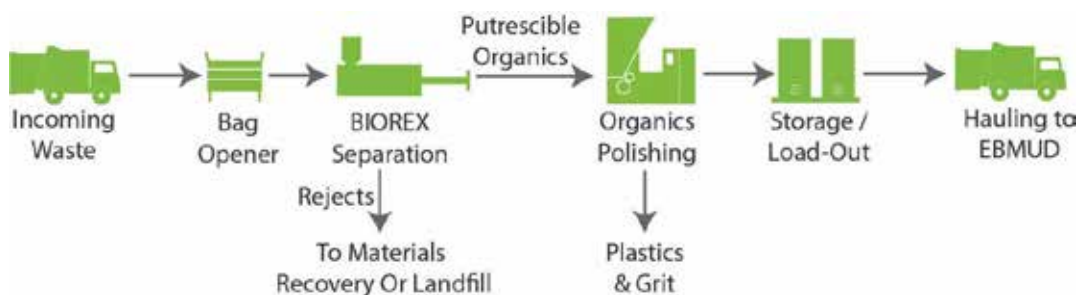 Putrescible
Organics
Incoming
Waste
Bag
Opener
BIOREX
Separation
Organics
Polishing
Storage /
Load-Out
Hauling to
EBMUD
Rejects
To Materials
Recovery Or Landfill
Plastics
& Grit